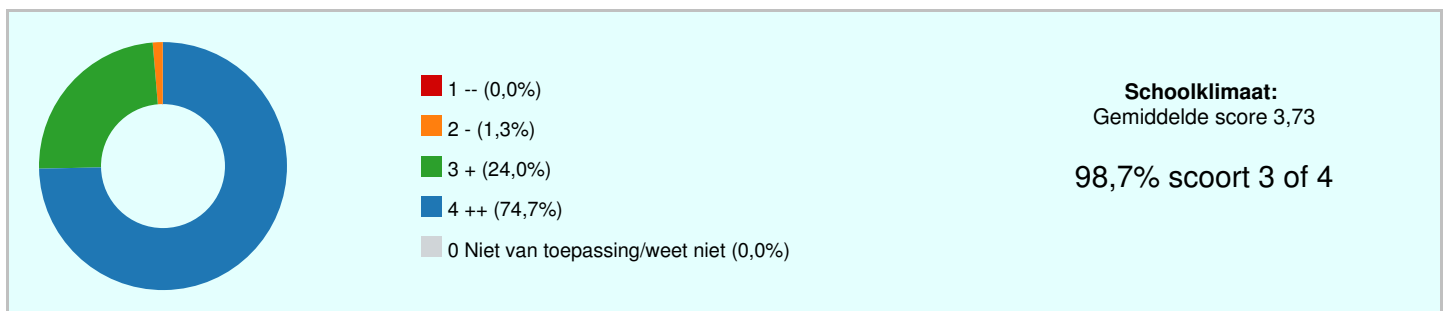 1 -- (0,0%)
2 - (1,3%)
3 + (24,0%)
4 ++ (74,7%)
0 Niet van toepassing/weet niet (0,0%)
Schoolklimaat:
Gemiddelde score 3,73
98,7% scoort 3 of 4